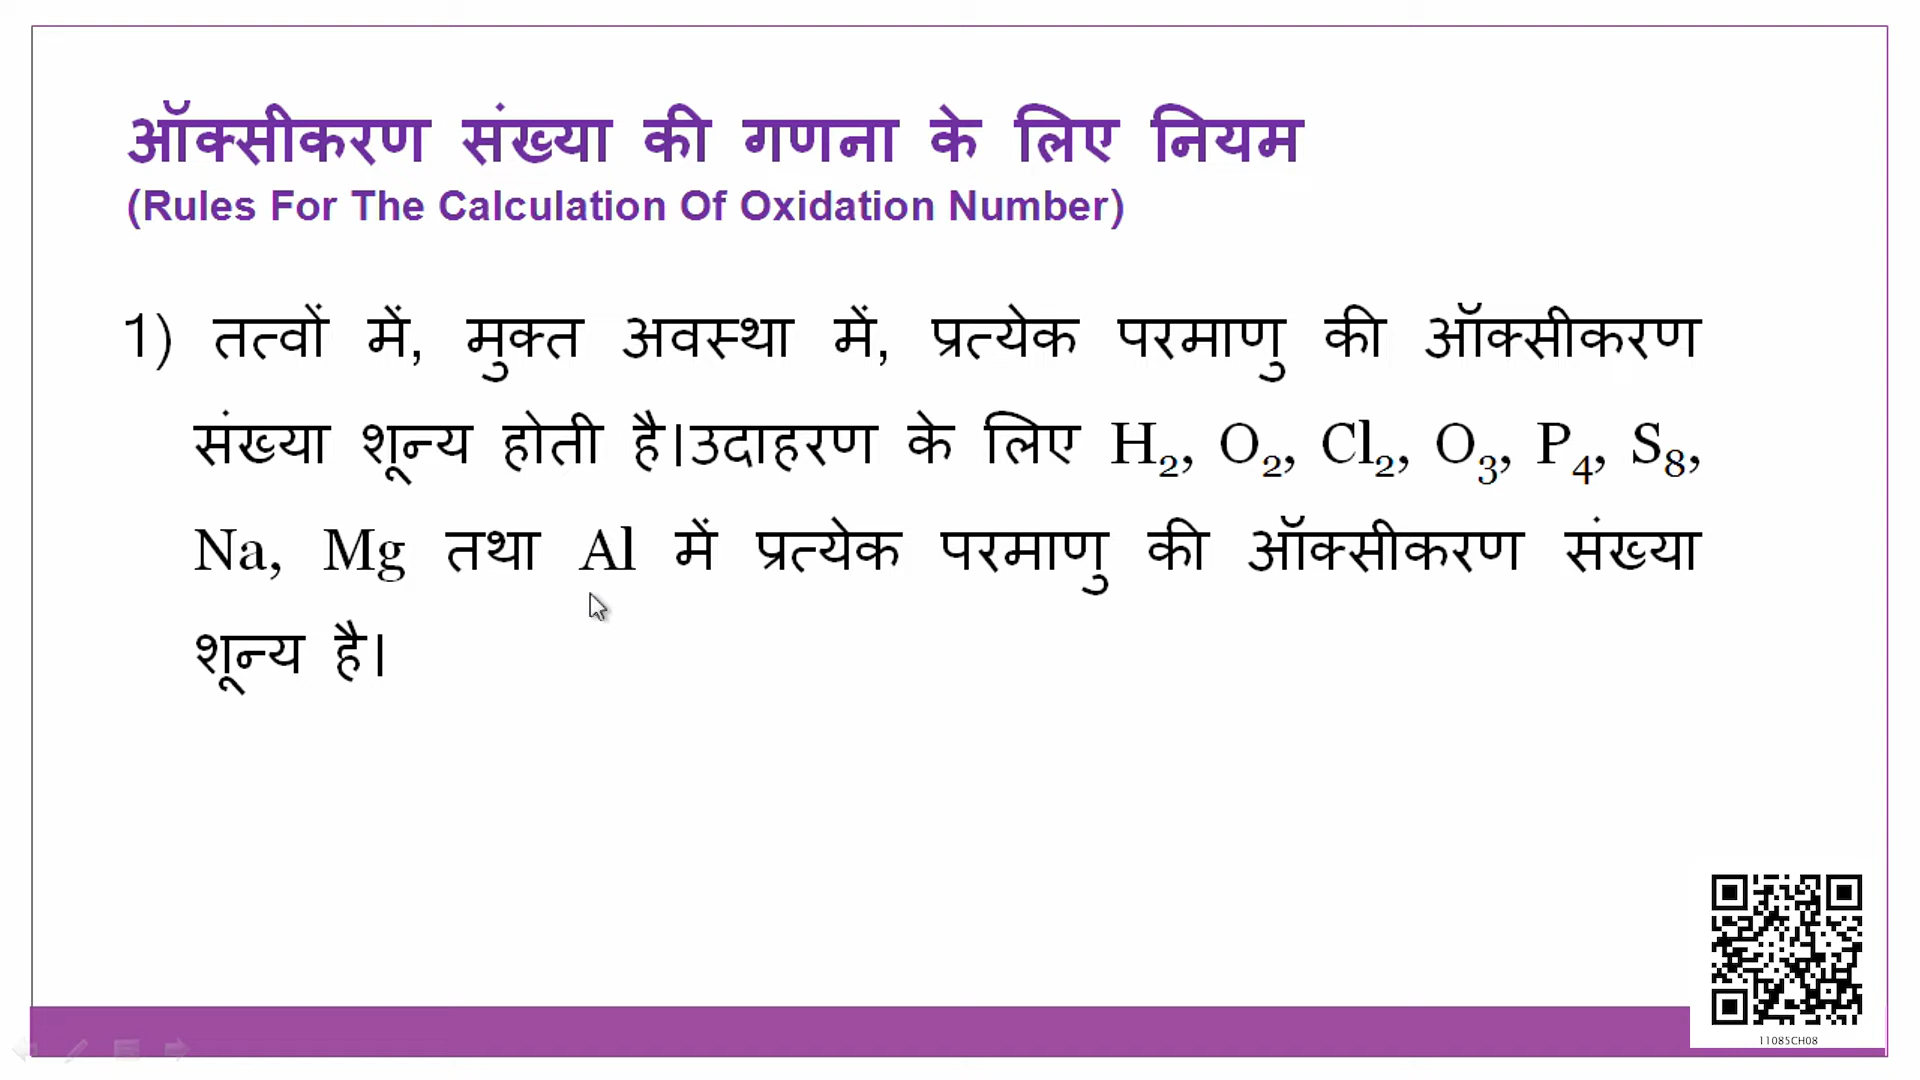 ऑक्सीकरण संख्या की गणना के लिए नियम
(Rules For The Calculation Of Oxidation Number)
1) तत्वों में, मुक्त अवस्था में, प्रत्येक परमाणु की ऑक्सीकरण
संख्या शून्य होती है।उदाहरण के लिए H₂, O₂, Cl₂, O₃, P₄, S₈,
Na, Mg तथा Al में प्रत्येक परमाणु की ऑक्सीकरण संख्या
शून्य है।
11085CH08